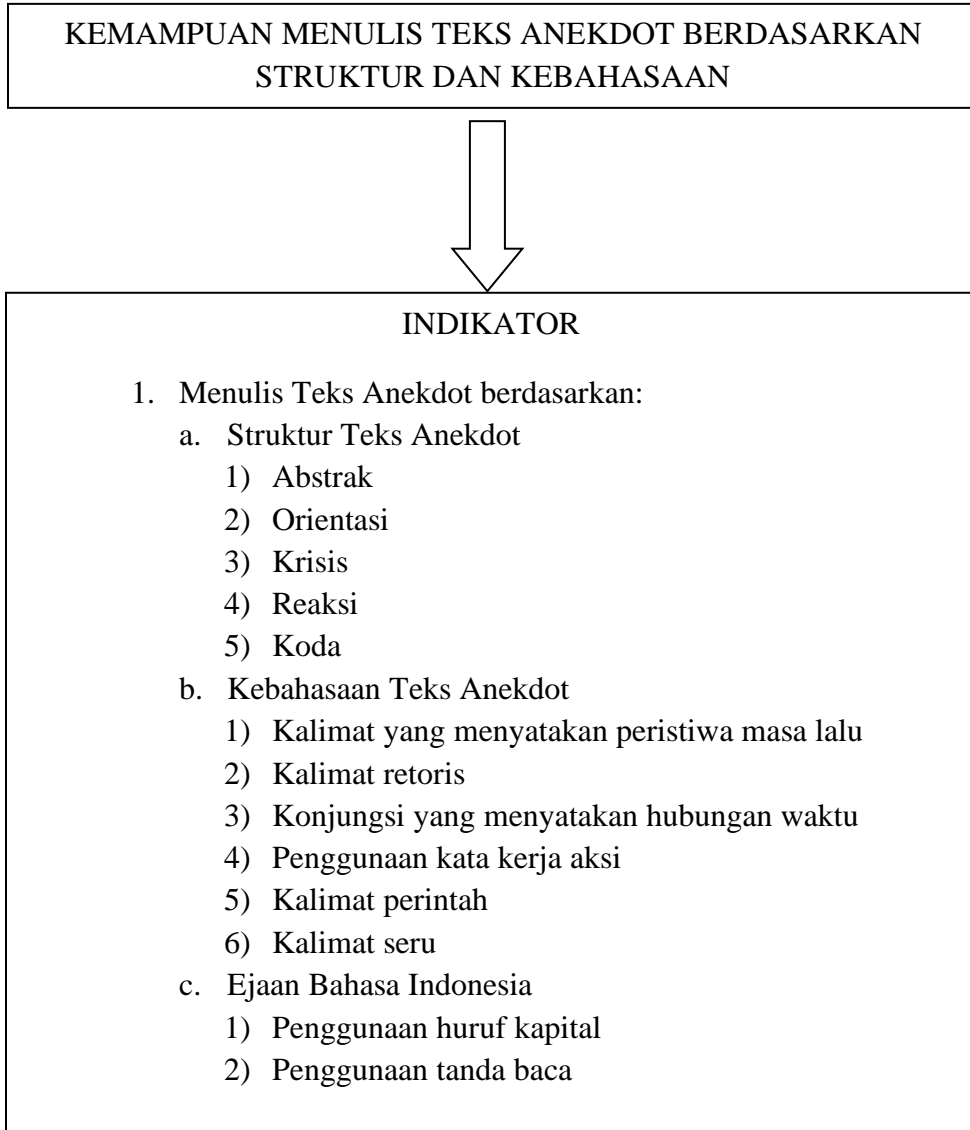 KEMAMPUAN MENULIS TEKS ANEKDOT BERDASARKAN
STRUKTUR DAN KEBAHASAAN
INDIKATOR
1. Menulis Teks Anekdot berdasarkan:
a. Struktur Teks Anekdot
1) Abstrak
2) Orientasi
3) Krisis
4) Reaksi
5) Koda
b. Kebahasaan Teks Anekdot
1) Kalimat yang menyatakan peristiwa masa lalu
2) Kalimat retoris
3) Konjungsi yang menyatakan hubungan waktu
4) Penggunaan kata kerja aksi
5) Kalimat perintah
6) Kalimat seru
c. Ejaan Bahasa Indonesia
1) Penggunaan huruf kapital
2) Penggunaan tanda baca